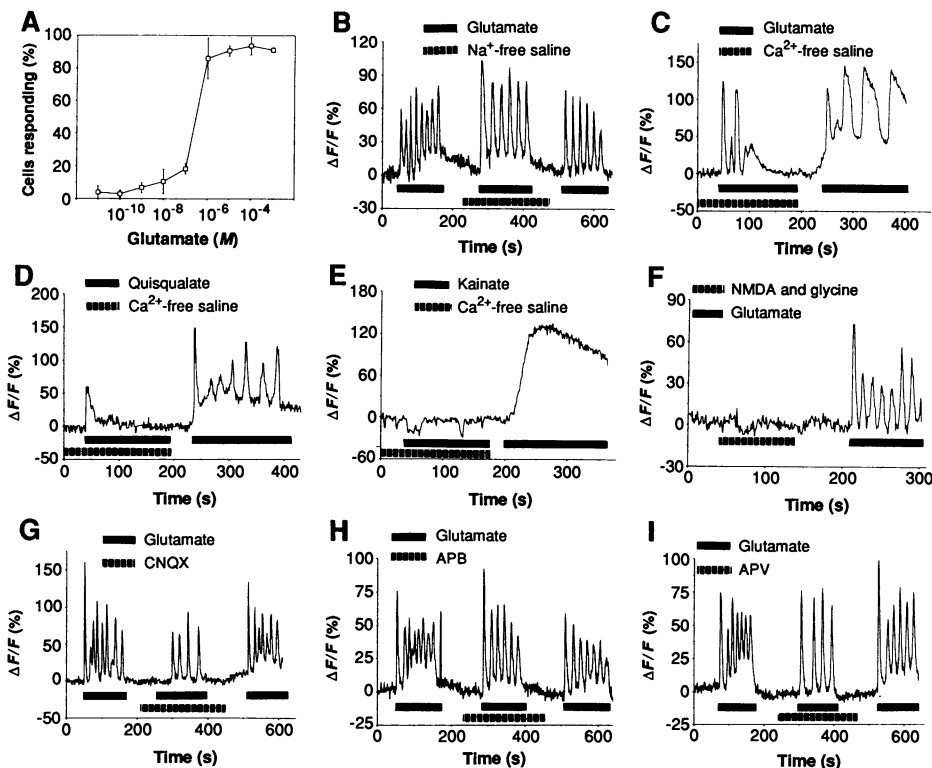 A
Cells responding (%)
100
80
60
40
20
0
10-10
10-8
10-6
10-4
Glutamate (M)
B
Glutamate
Na+-free saline
ΔF/F (%)
120
90
60
30
0
-30
0
200
400
600
Time (s)
C
Glutamate
Ca2+-free saline
ΔF/F (%)
150
100
50
0
-50
0
100
200
300
400
Time (s)
D
Quisqualate
Ca2+-free saline
ΔF/F (%)
200
150
100
50
0
-50
0
100
200
300
400
Time (s)
E
Kainate
Ca2+-free saline
ΔF/F (%)
180
120
60
0
-60
0
100
200
300
Time (s)
F
NMDA and glycine
Glutamate
ΔF/F (%)
90
60
30
0
-30
0
100
200
300
Time (s)
G
Glutamate
CNQX
ΔF/F (%)
150
100
50
0
-50
0
200
400
600
Time (s)
H
Glutamate
APB
ΔF/F (%)
100
75
50
25
0
-25
0
200
400
600
Time (s)
I
Glutamate
APV
ΔF/F (%)
100
75
50
25
0
-25
0
200
400
600
Time (s)